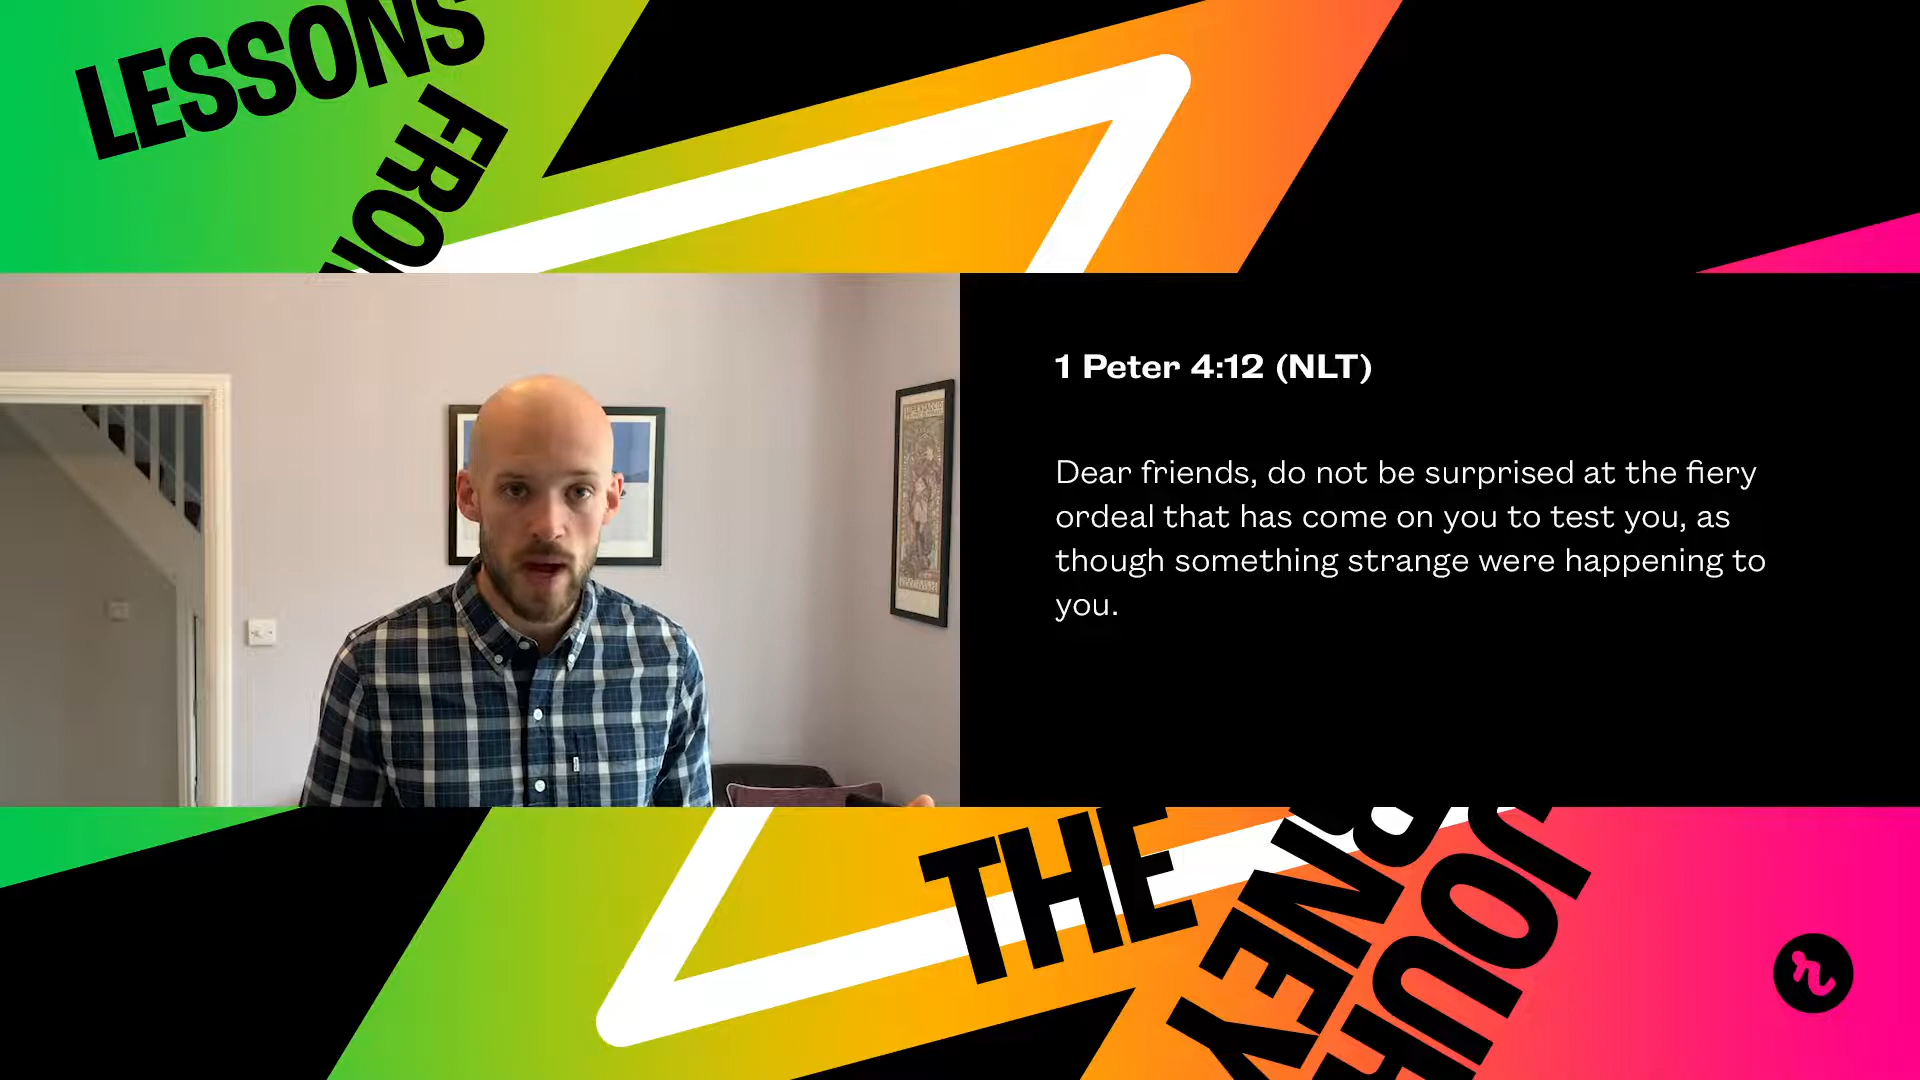 LESSONS
FROM
1 Peter 4:12 (NLT)
Dear friends, do not be surprised at the fiery
ordeal that has come on you to test you, as
though something strange were happening to
you.
THE
JOURNEY